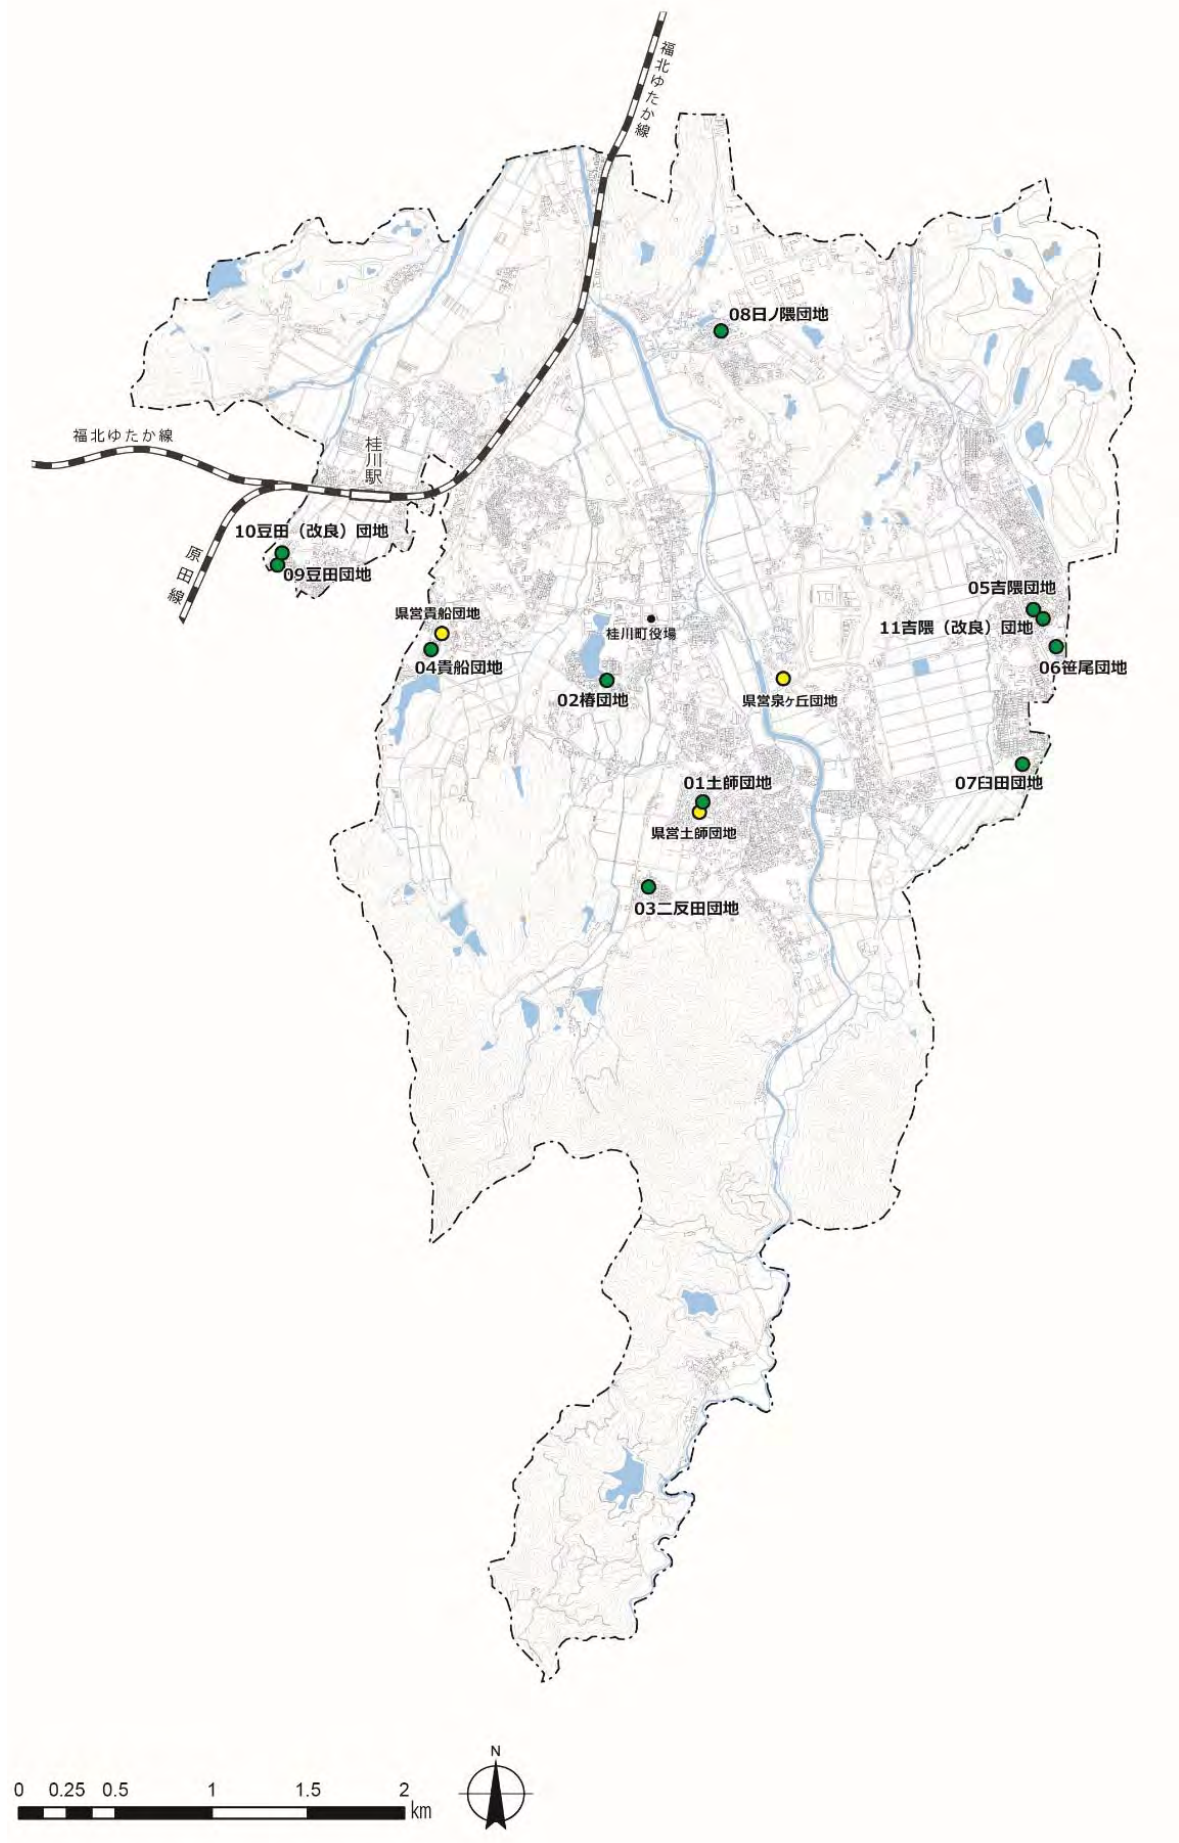 福北ゆたか線
08日ノ隈団地
福北ゆたか線
桂川駅
10豆田（改良）団地
原田線
09豆田団地
05吉隈団地
県営貴船団地
11吉隈（改良）団地
桂川町役場
04貴船団地
06笹尾団地
02椿団地
県営泉ヶ丘団地
01土師団地
07臼田団地
県営土師団地
03二反田団地
N
0 0.25 0.5 1 1.5 2
km